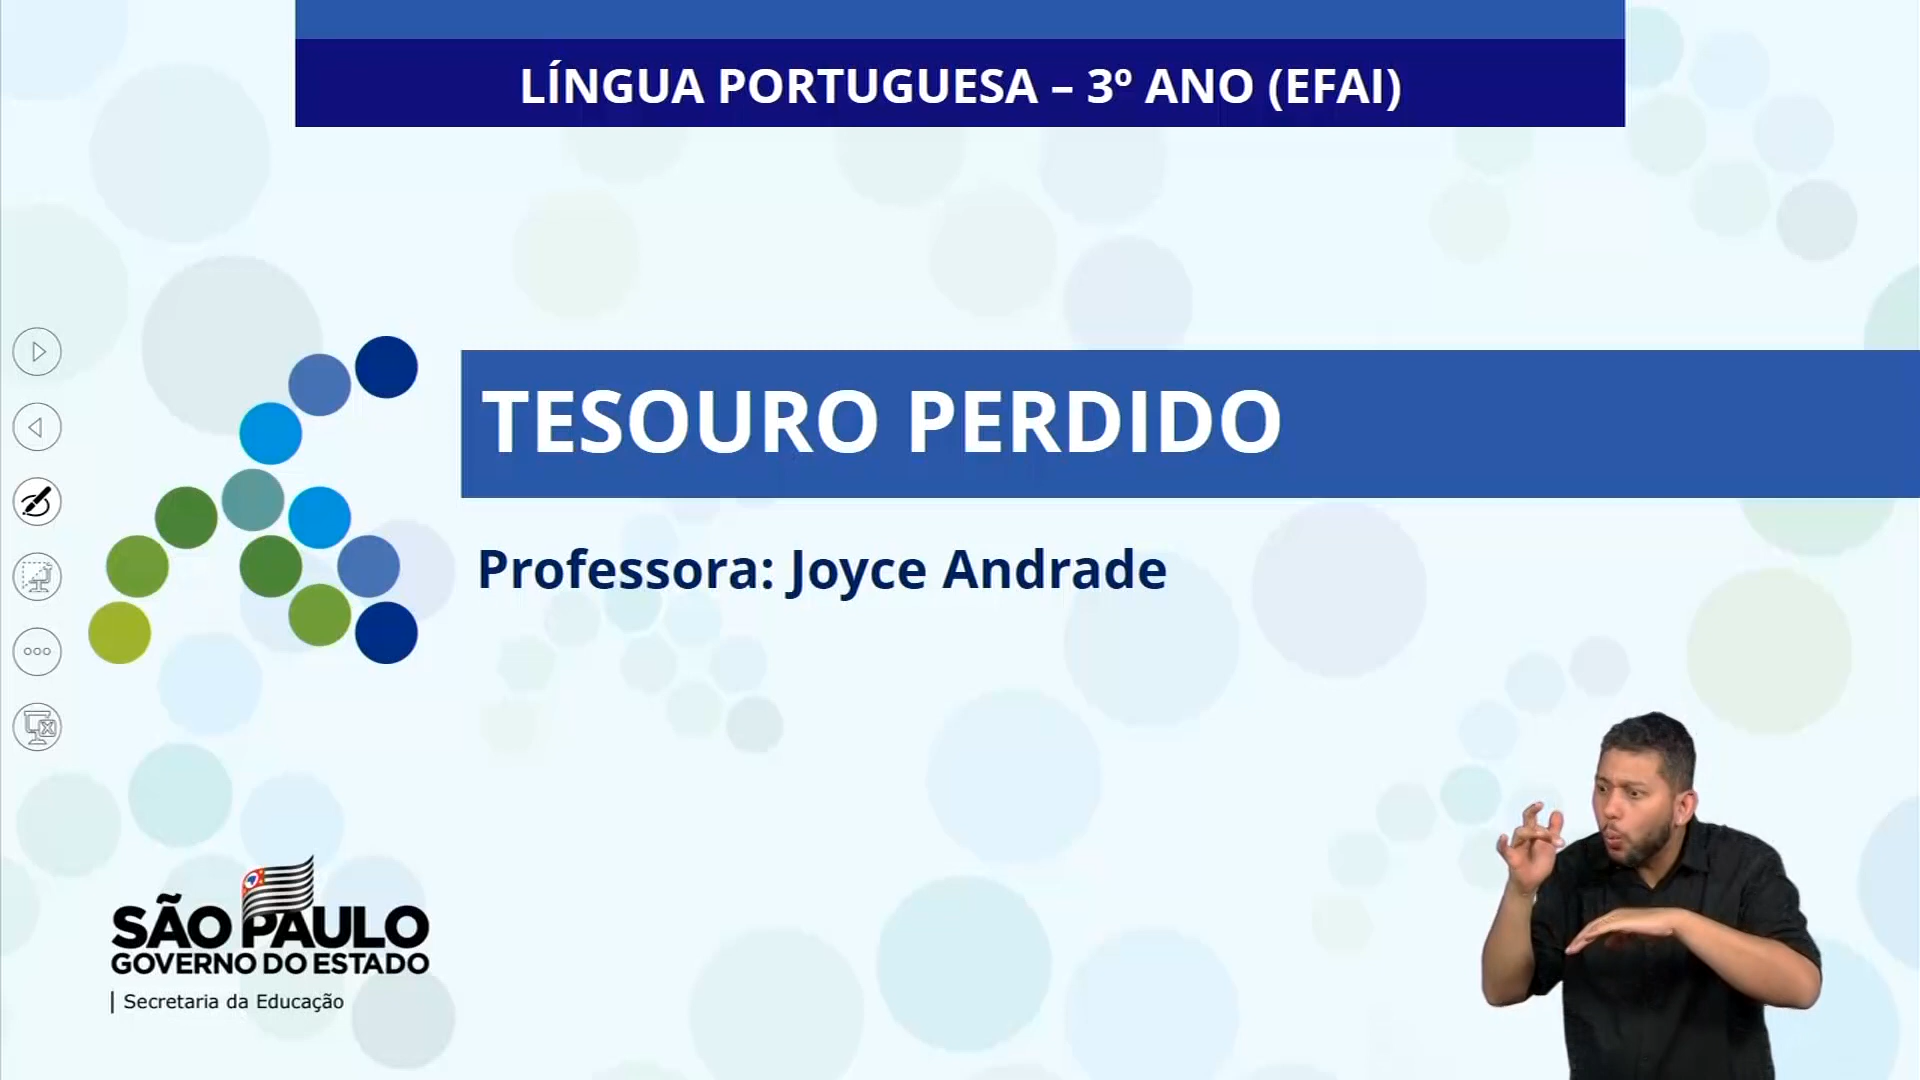 LÍNGUA PORTUGUESA – 3º ANO (EFAI)
TESOURO PERDIDO
Professora: Joyce Andrade
SÃO PAULO
GOVERNO DO ESTADO
Secretaria da Educação